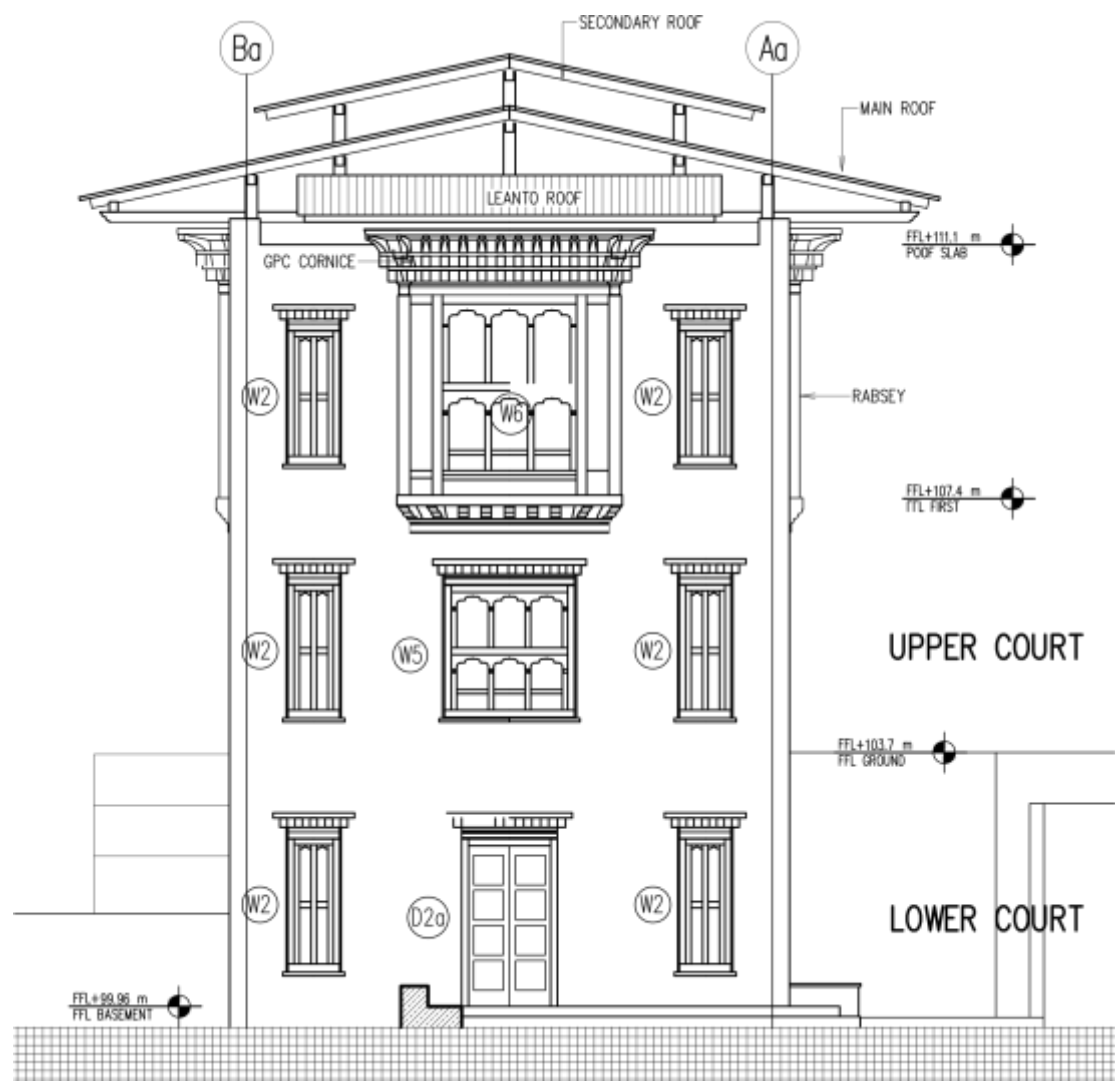 SECONDARY ROOF
Ba
Aa
MAIN ROOF
LEANTO ROOF
FFL+111.1 m
POOF SLAB
GPC CORNICE
W2
W6
W2
RABSEY
FFL+107.4 m
ITL FIRST
W2
W5
W2
UPPER COURT
FFL+103.7 m
FFL GROUND
W2
D2a
W2
LOWER COURT
FFL+99.96 m
FFL BASEMENT